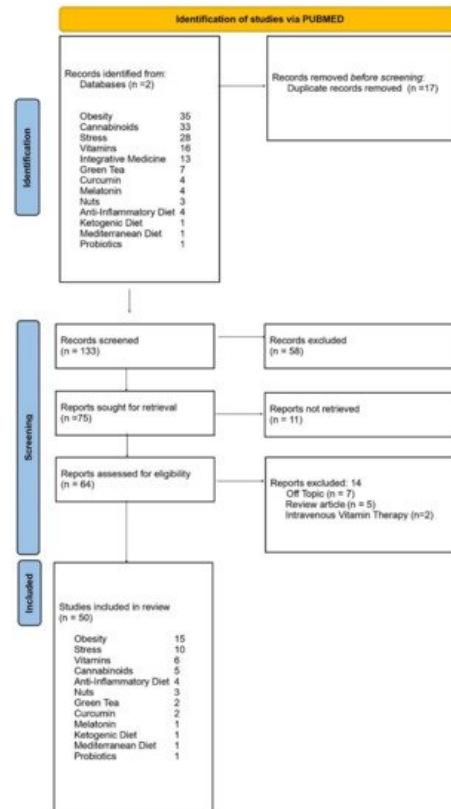 Identification of studies via PUBMED
Identification
Records identified from:
Databases (n =2)
Obesity 35
Cannabinoids 33
Stress 28
Vitamins 16
Integrative Medicine 13
Green Tea 7
Curcumin 4
Melatonin 4
Nuts 3
Anti-Inflammatory Diet 4
Ketogenic Diet 1
Mediterranean Diet 1
Probiotics 1
Records removed before screening:
Duplicate records removed (n =17)
Screening
Records screened
(n = 133)
Records excluded
(n = 58)
Reports sought for retrieval
(n =75)
Reports not retrieved
(n = 11)
Reports assessed for eligibility
(n = 64)
Reports excluded: 14
Off Topic (n = 7)
Review article (n = 5)
Intravenous Vitamin Therapy (n=2)
Included
Studies included in review
(n = 50)
Obesity 15
Stress 10
Vitamins 6
Cannabinoids 5
Anti-Inflammatory Diet 4
Nuts 3
Green Tea 2
Curcumin 2
Melatonin 1
Ketogenic Diet 1
Mediterranean Diet 1
Probiotics 1